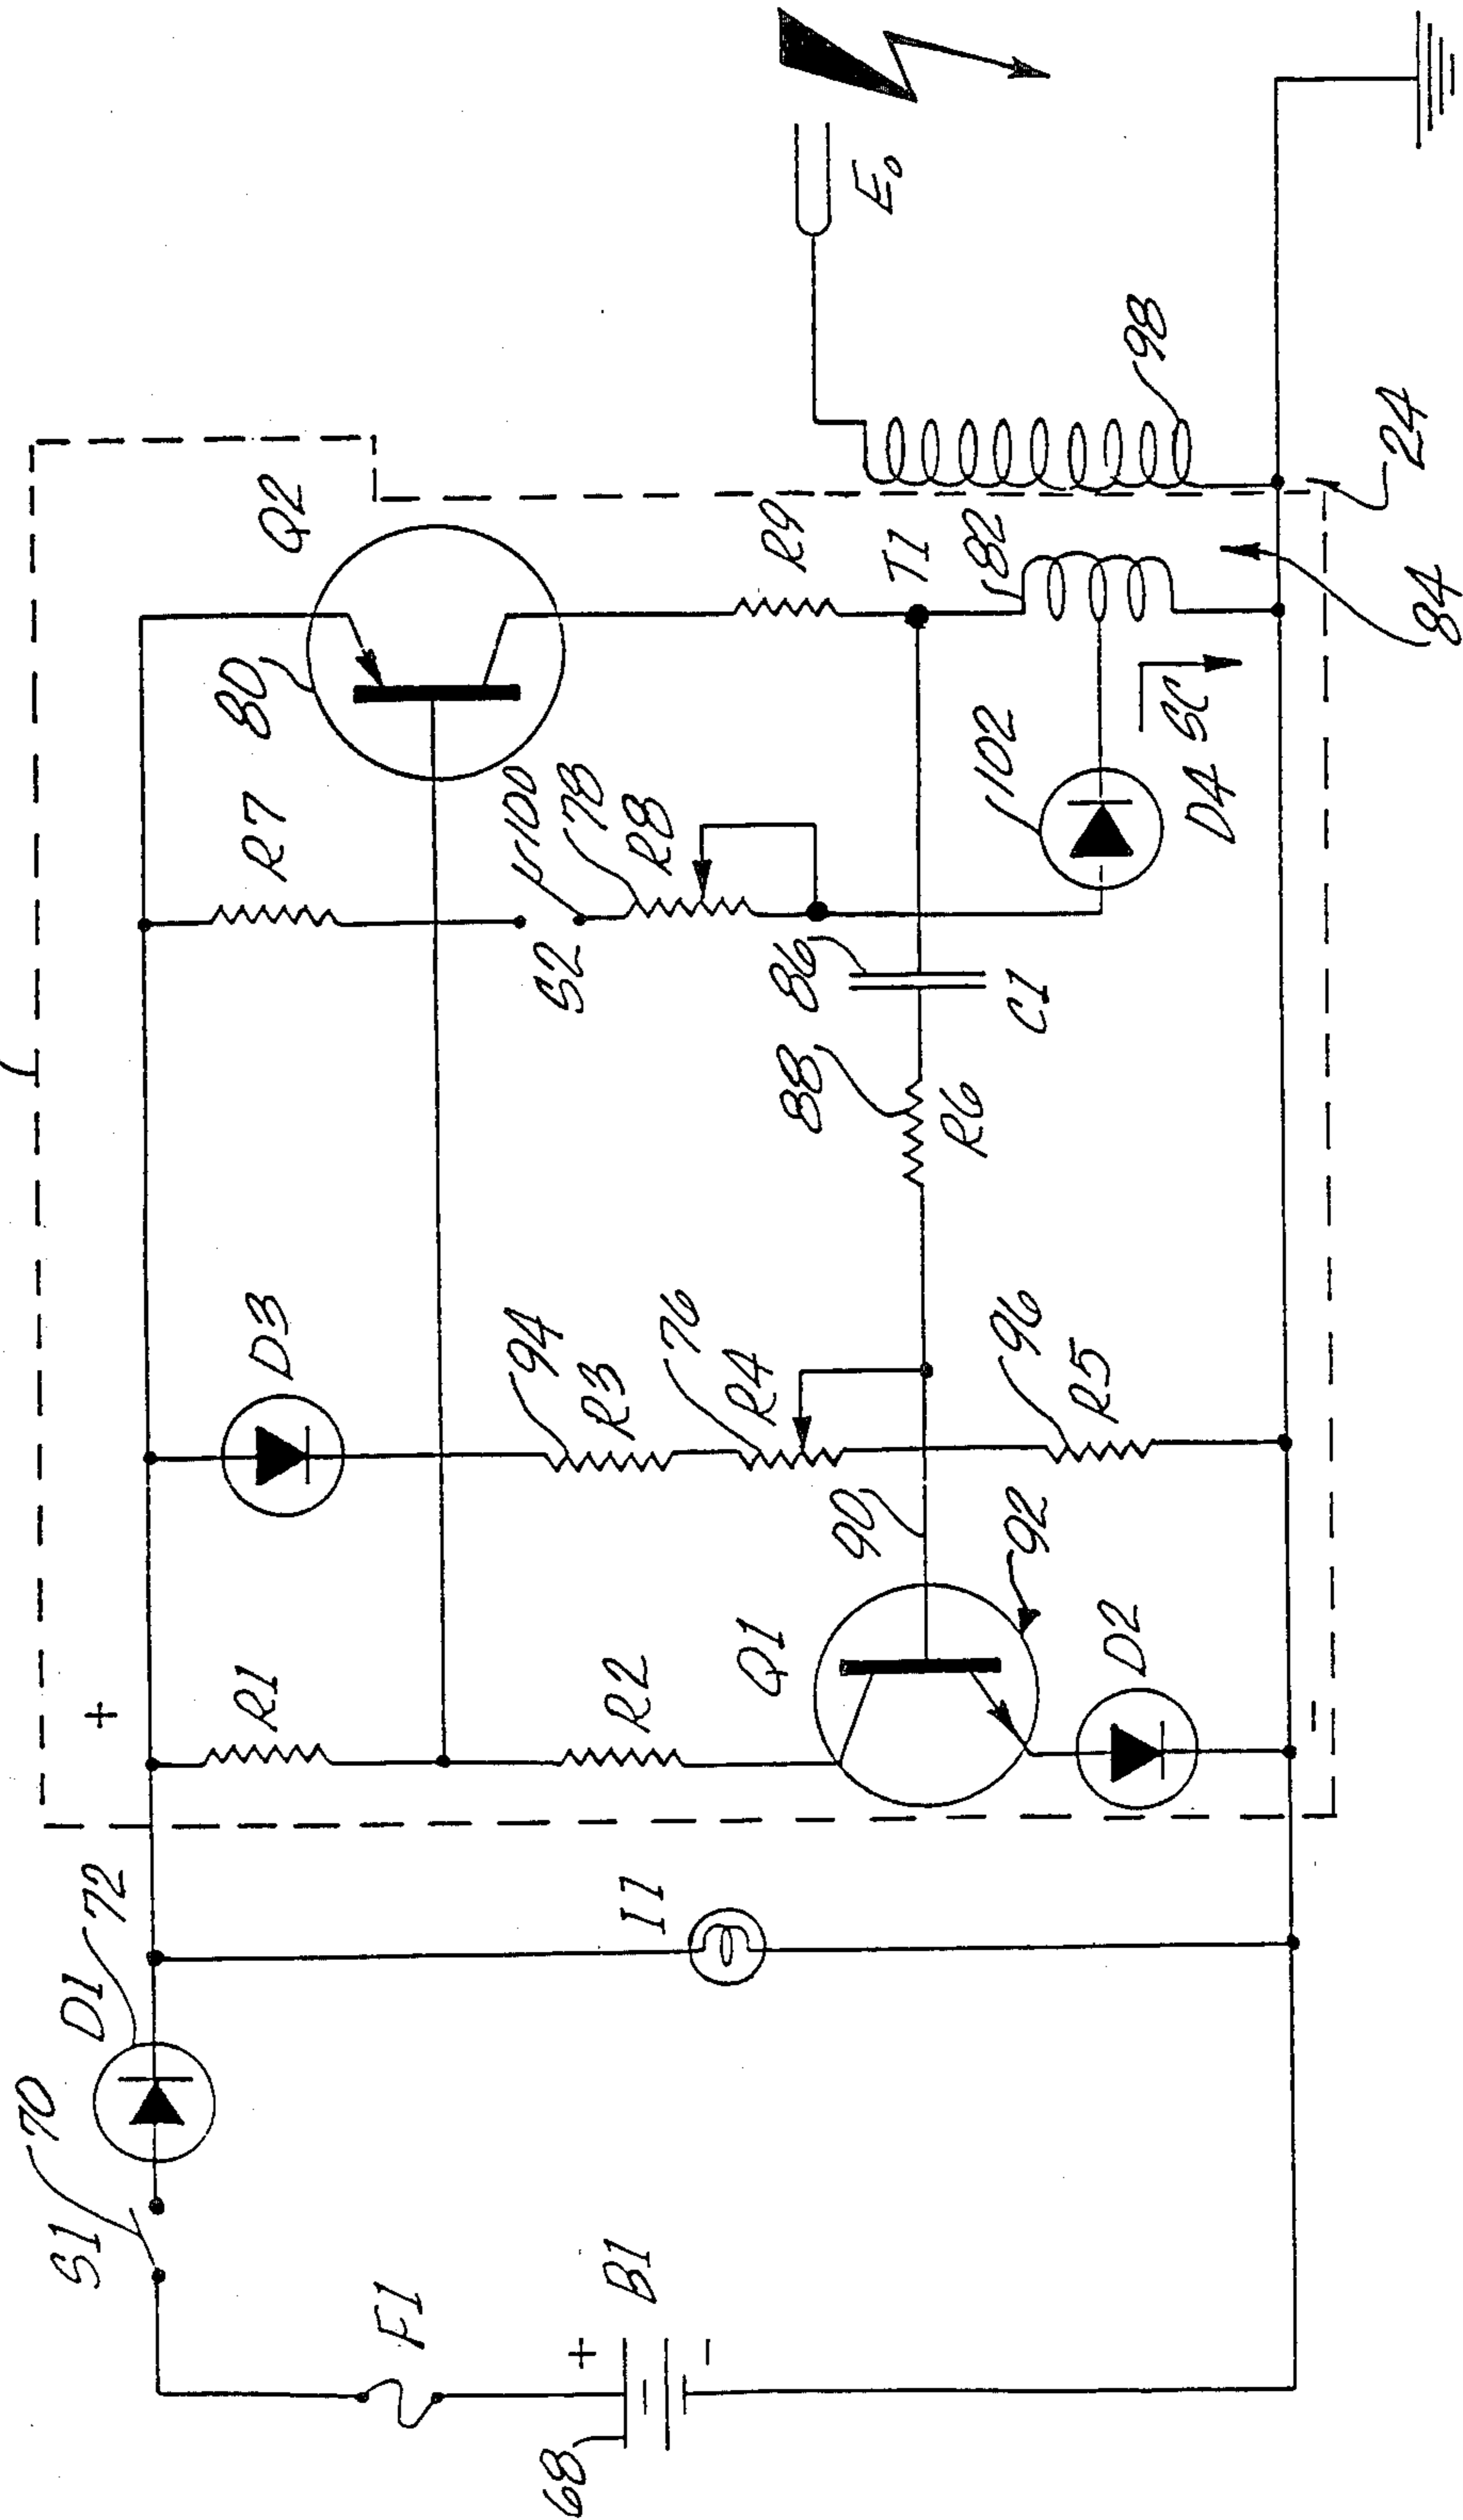 70
S1
D1
72
F1
68
+
B1
-
I1
+
R1
R2
Q1
D2
-
92
90
D3
94
R3
76
R4
96
R5
88
R6
86
C1
S2
100
78
R8
R7
80
Q2
102
D4
SC
R9
T1
82
84
24
98
E₀